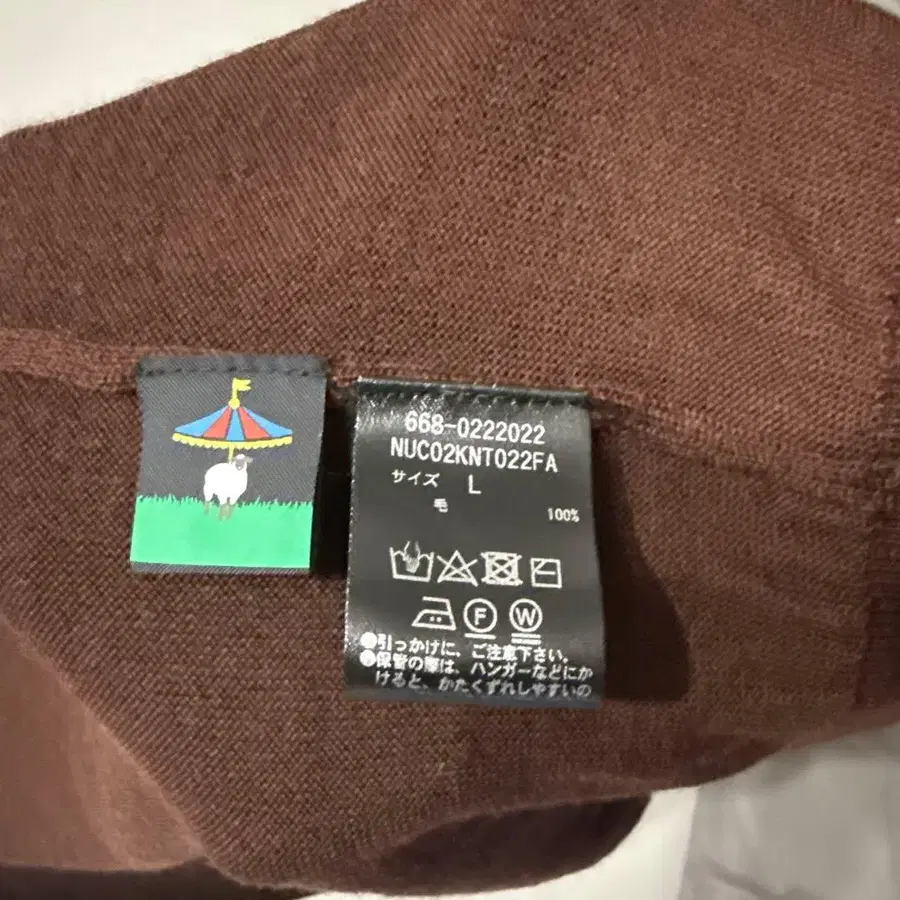 668-0222022
NUC02KNT022FA
サイズ L
毛 100%
F W
●引っかけに、ご注意下さい。
●保管の際は、ハンガーなどにか
けると、かたくずれしやすいの